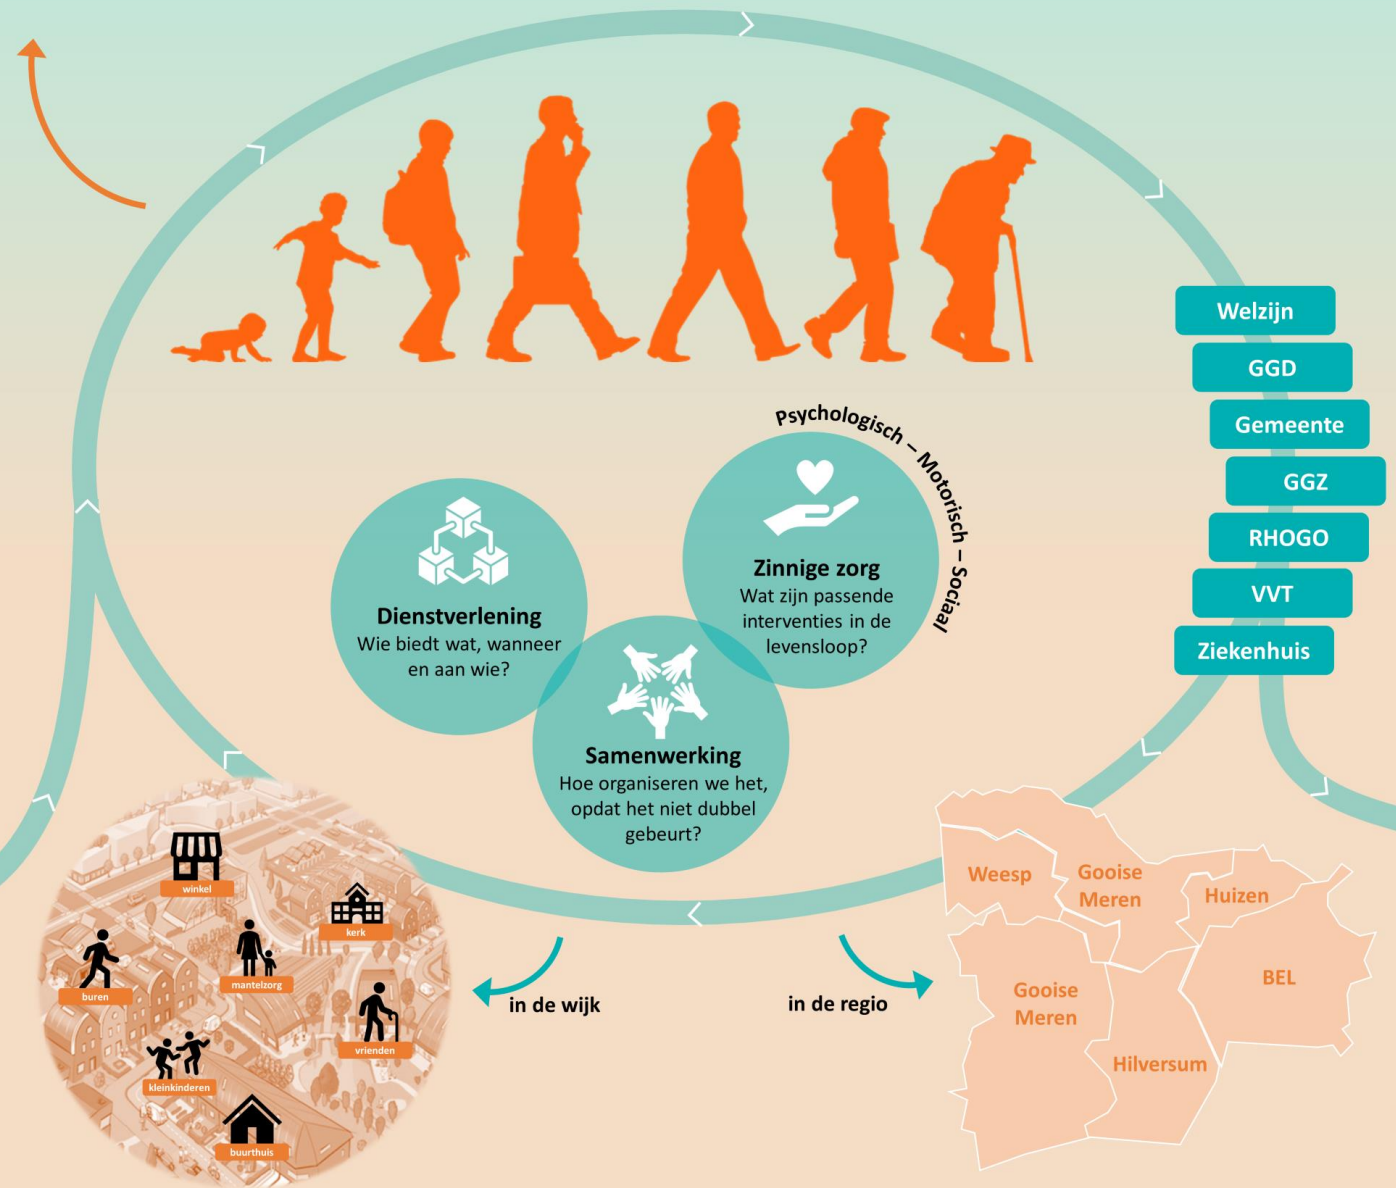 Welzijn
GGD
Gemeente
GGZ
RHOGO
VVT
Ziekenhuis
Psychologisch – Motorisch – Sociaal
Zinnige zorg
Wat zijn passende
interventies in de
levensloop?
Dienstverlening
Wie biedt wat, wanneer
en aan wie?
Samenwerking
Hoe organiseren we het,
opdat het niet dubbel
gebeurt?
winkel
kerk
buren
mantelzorg
vrienden
kleinkinderen
buurthuis
in de wijk
in de regio
Weesp
Gooise
Meren
Huizen
BEL
Gooise
Meren
Hilversum